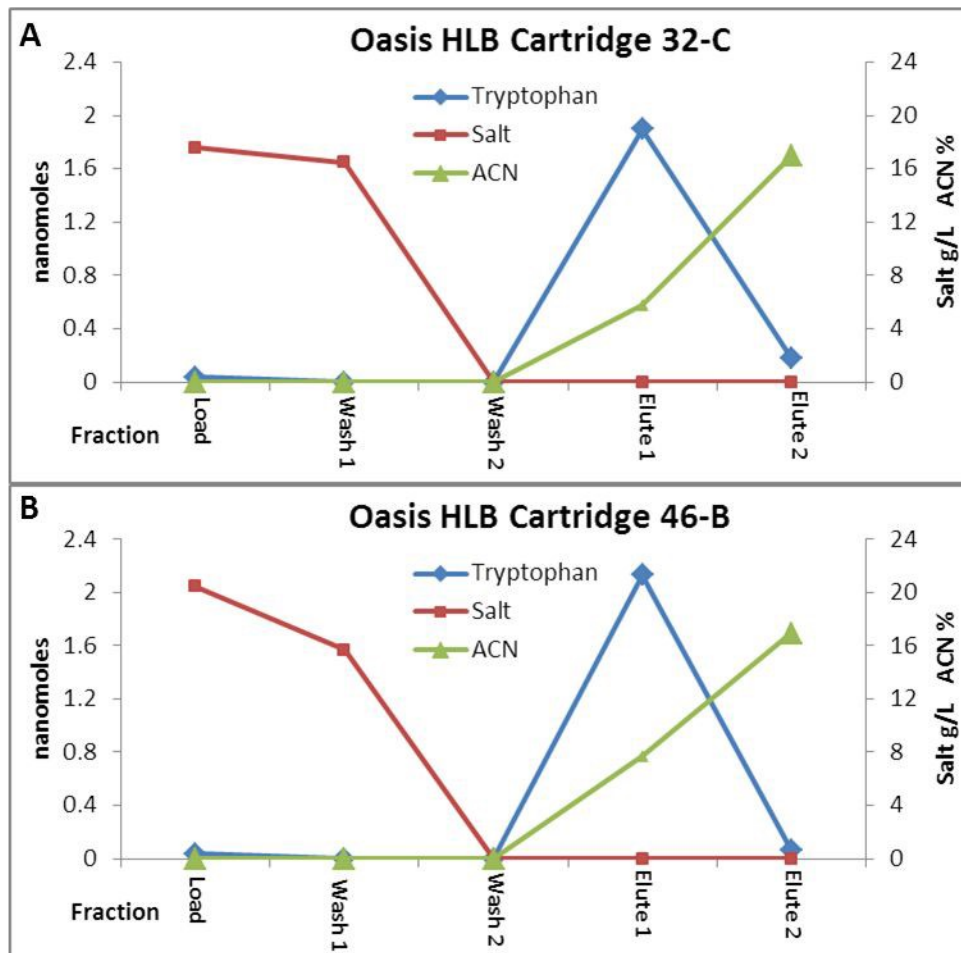 A
Oasis HLB Cartridge 32-C
2.4
2
1.6
1.2
0.8
0.4
0
nanomoles
24
20
16
12
8
4
0
Salt g/L ACN %
Tryptophan
Salt
ACN
Fraction
Load
Wash 1
Wash 2
Elute 1
Elute 2
B
Oasis HLB Cartridge 46-B
2.4
2
1.6
1.2
0.8
0.4
0
nanomoles
24
20
16
12
8
4
0
Salt g/L ACN %
Tryptophan
Salt
ACN
Fraction
Load
Wash 1
Wash 2
Elute 1
Elute 2